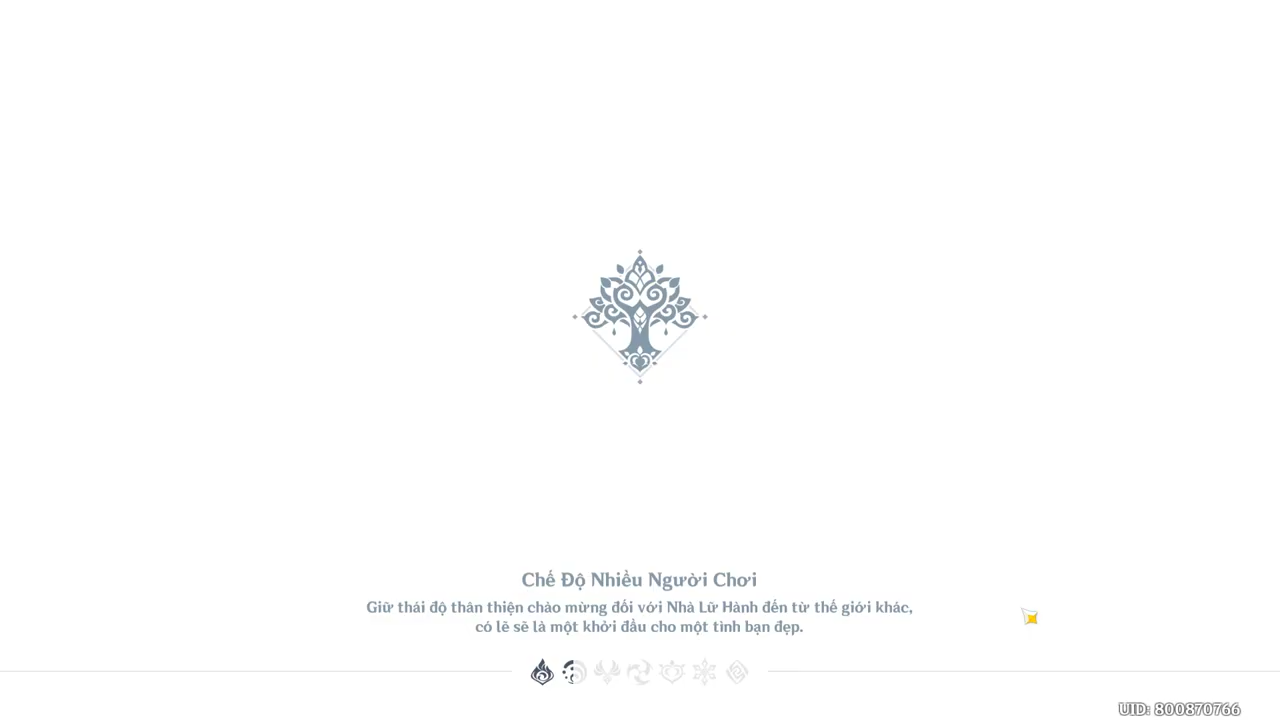 Chế Độ Nhiều Người Chơi
Giữ thái độ thân thiện chào mừng đối với Nhà Lữ Hành đến từ thế giới khác,
có lẽ sẽ là một khởi đầu cho một tình bạn đẹp.
UID: 800870766